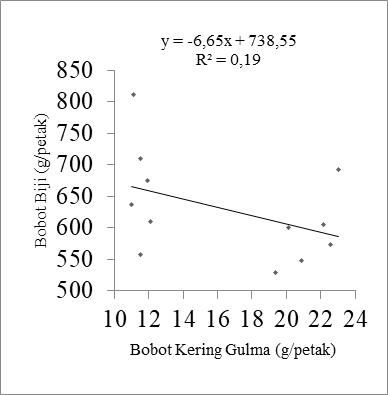 y = -6,65x + 738,55
R² = 0,19
850
800
750
700
650
600
550
500
Bobot Biji (g/petak)
10 12 14 16 18 20 22 24
Bobot Kering Gulma (g/petak)